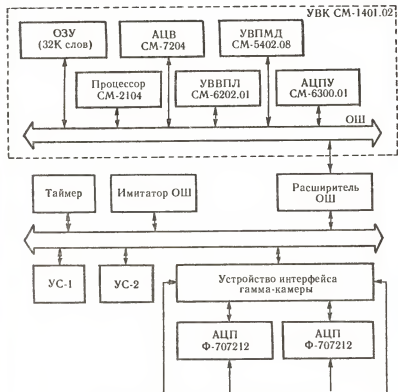 УВК СМ-1401.02
ОЗУ
(32К слов)
АЦВ
СМ-7204
УВПМД
СМ-5402.08
Процессор
СМ-2104
УВВПЛ
СМ-6202.01
АЦПУ
СМ-6300.01
ОШ
Таймер
Имитатор ОШ
Расширитель
ОШ
УС-1
УС-2
Устройство интерфейса
гамма-камеры
АЦП
Ф-707212
АЦП
Ф-707212